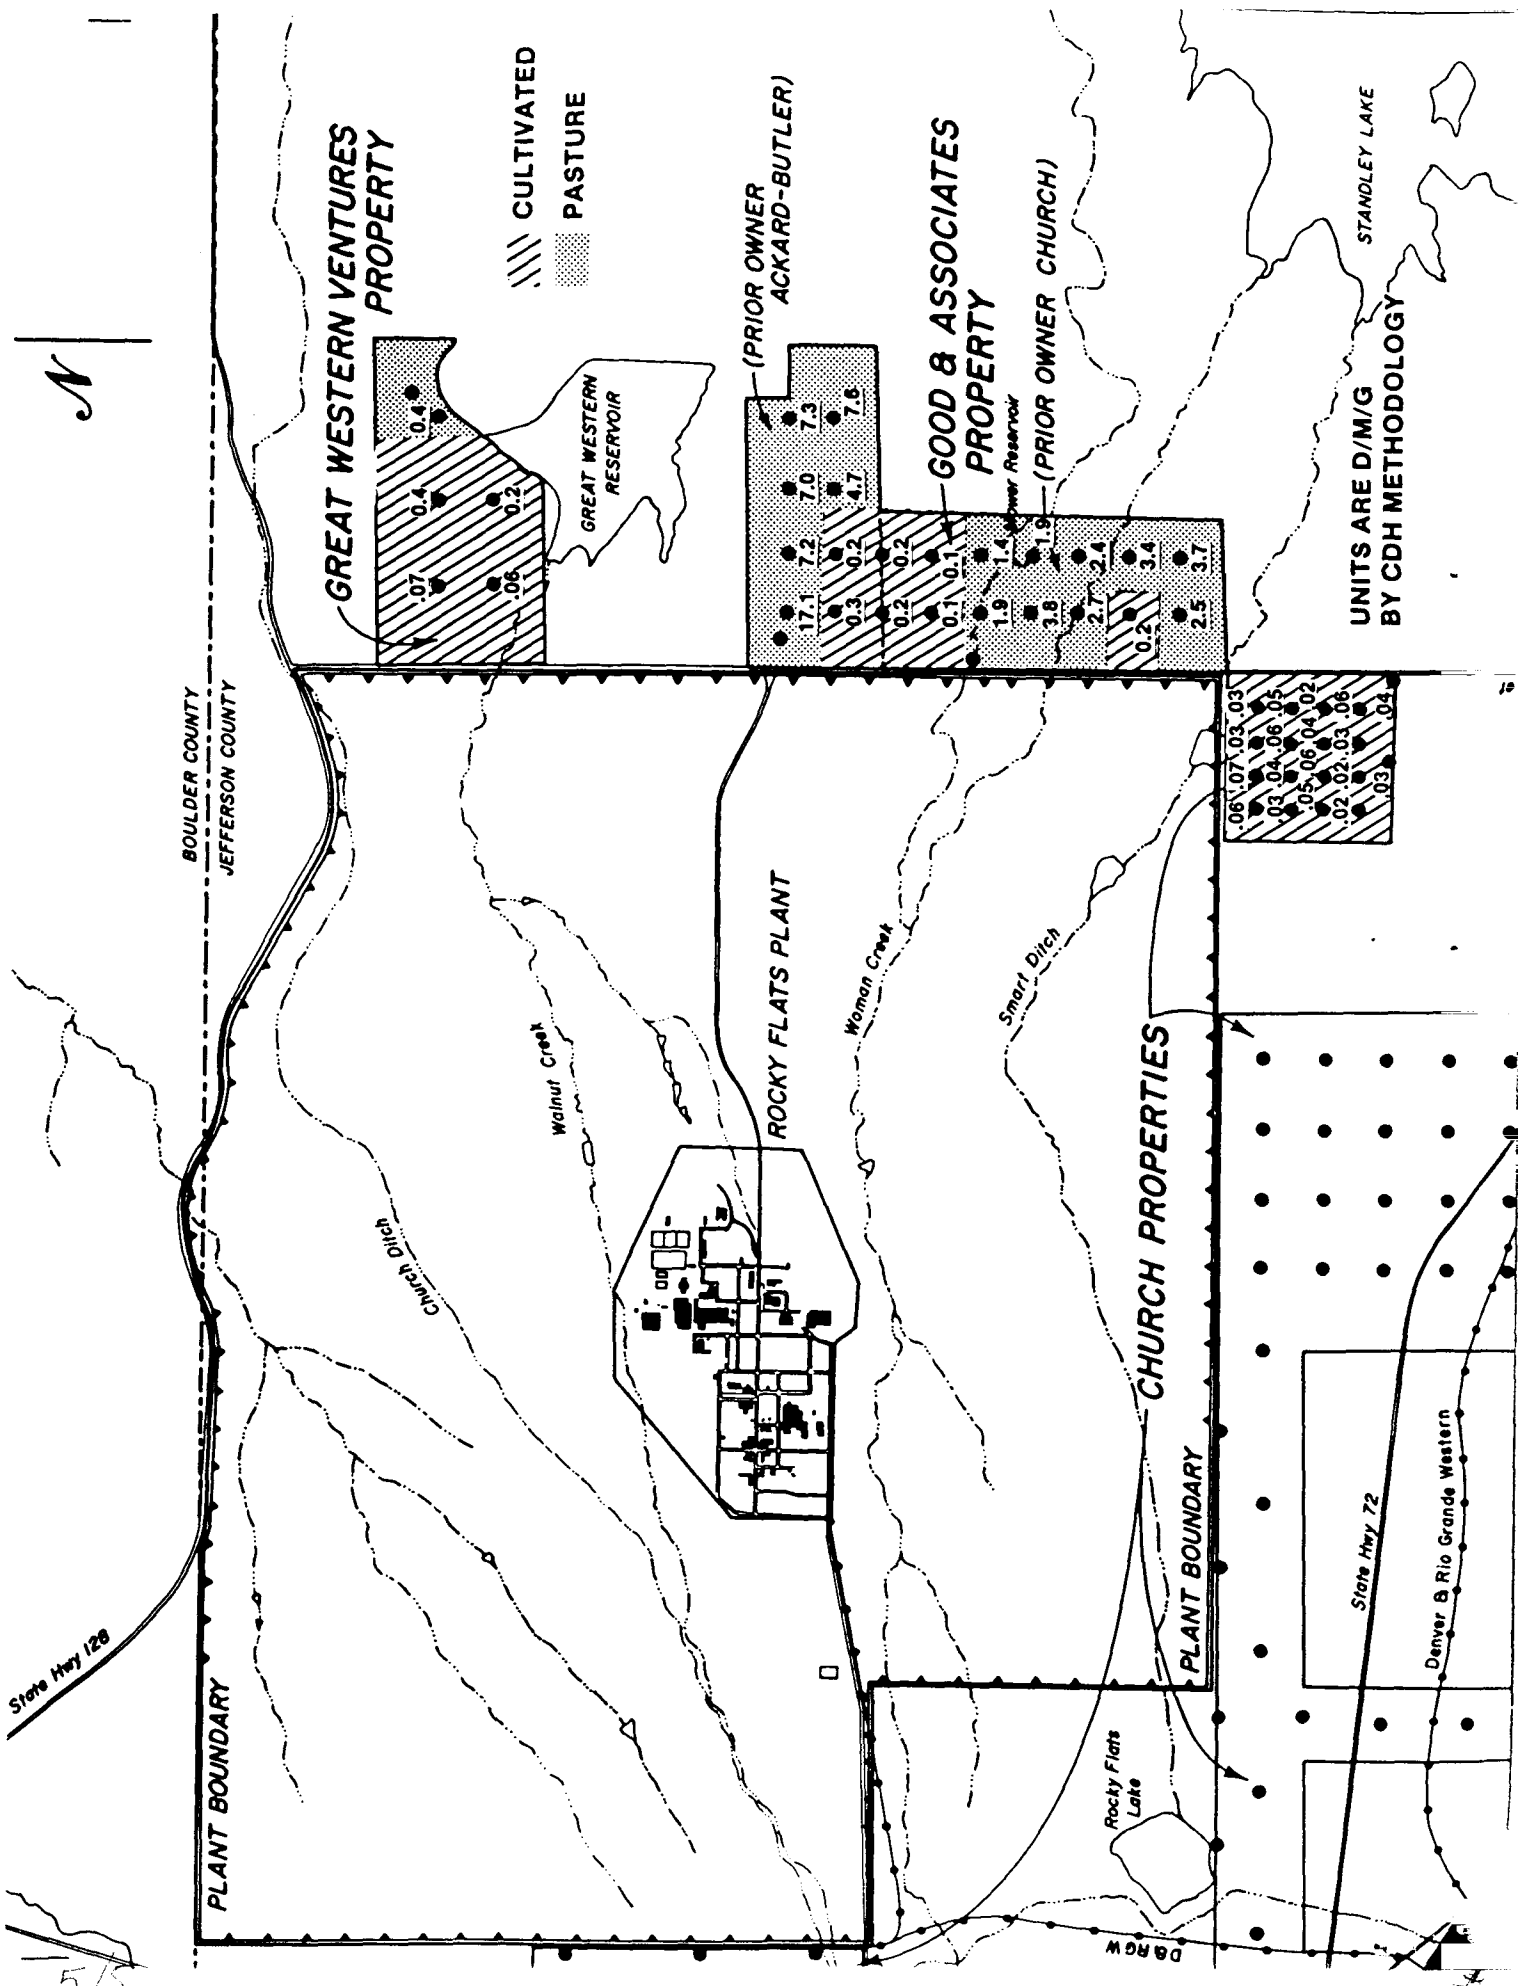 N
BOULDER COUNTY
JEFFERSON COUNTY
State Hwy 128
PLANT BOUNDARY
GREAT WESTERN VENTURES
PROPERTY
CULTIVATED
PASTURE
.07
0.4
0.4
.06
0.2
GREAT WESTERN
RESERVOIR
(PRIOR OWNER
ACKARD-BUTLER)
17.1
7.2
7.0
7.3
0.3
0.2
4.7
7.6
0.2
0.2
0.1
0.1
1.9
1.4
3.8
1.9
2.7
2.4
0.2
3.4
2.5
3.7
GOOD & ASSOCIATES
PROPERTY
Mower Reservoir
(PRIOR OWNER CHURCH)
STANDLEY LAKE
UNITS ARE D/M/G
BY CDH METHODOLOGY
Church Ditch
Walnut Creek
ROCKY FLATS PLANT
Woman Creek
Smart Ditch
CHURCH PROPERTIES
PLANT BOUNDARY
.06 .07 .03 .03
.03 .04 .06 .05
.05 .06 .04 .02
.02 .02 .03 .06
.03 .04
Rocky Flats
Lake
State Hwy 72
Denver & Rio Grande Western
D&RGW